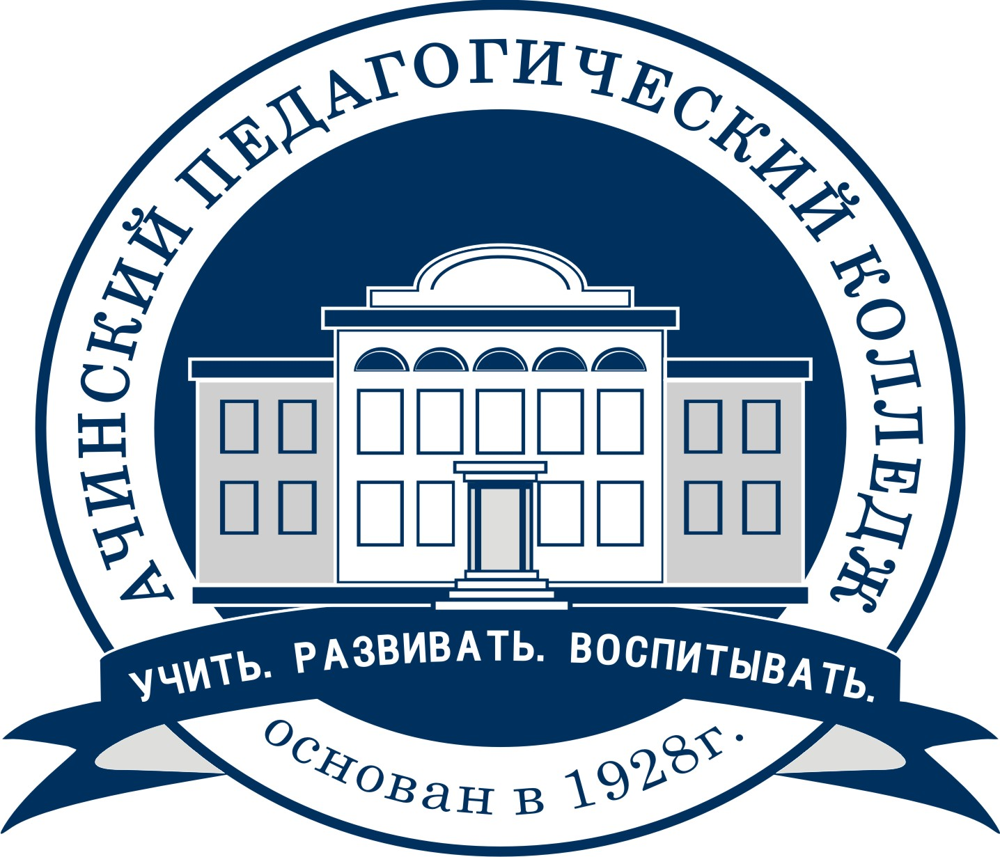 АЧИНСКИЙ ПЕДАГОГИЧЕСКИЙ КОЛЛЕДЖ
УЧИТЬ. РАЗВИВАТЬ. ВОСПИТЫВАТЬ.
основан в 1928г.